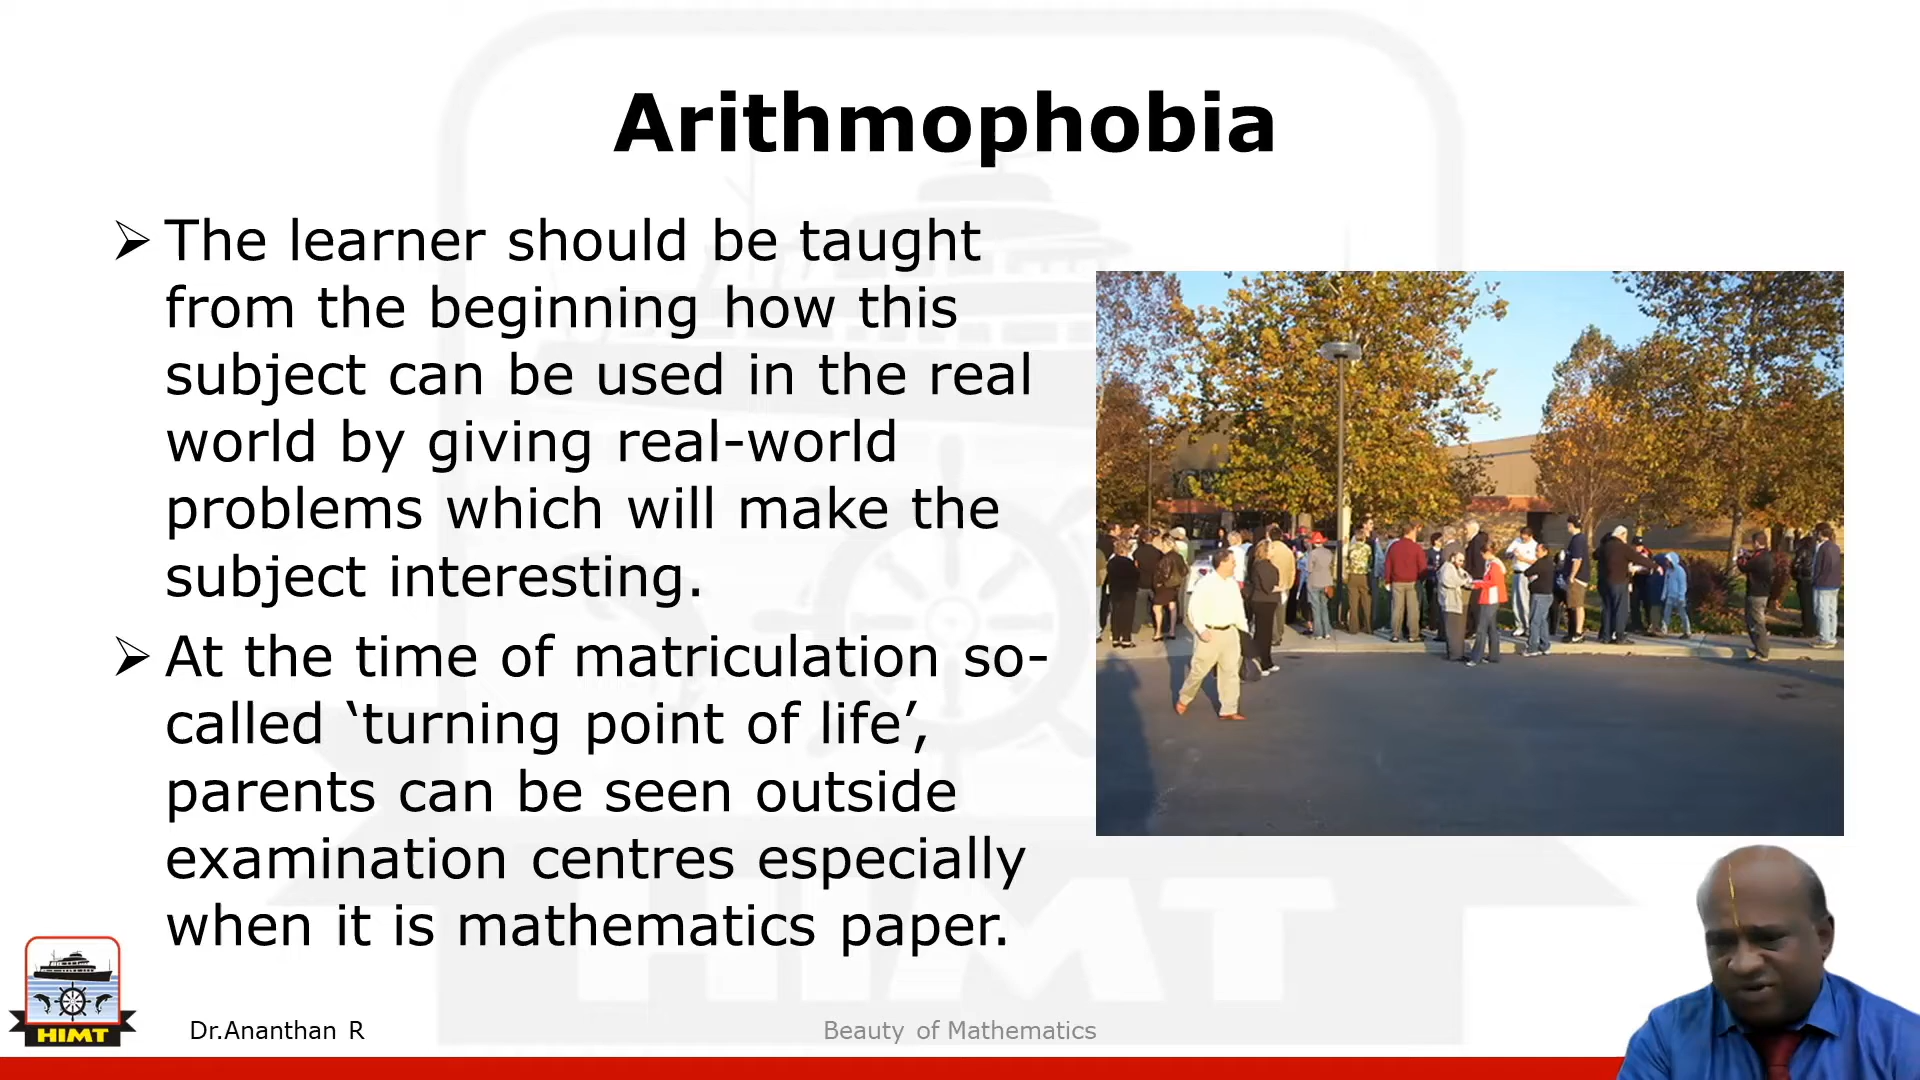 Arithmophobia
➢ The learner should be taught
from the beginning how this
subject can be used in the real
world by giving real-world
problems which will make the
subject interesting.
➢ At the time of matriculation so-
called ‘turning point of life’,
parents can be seen outside
examination centres especially
when it is mathematics paper.
HIMT
HIMT
Dr.Ananthan R
Beauty of Mathematics